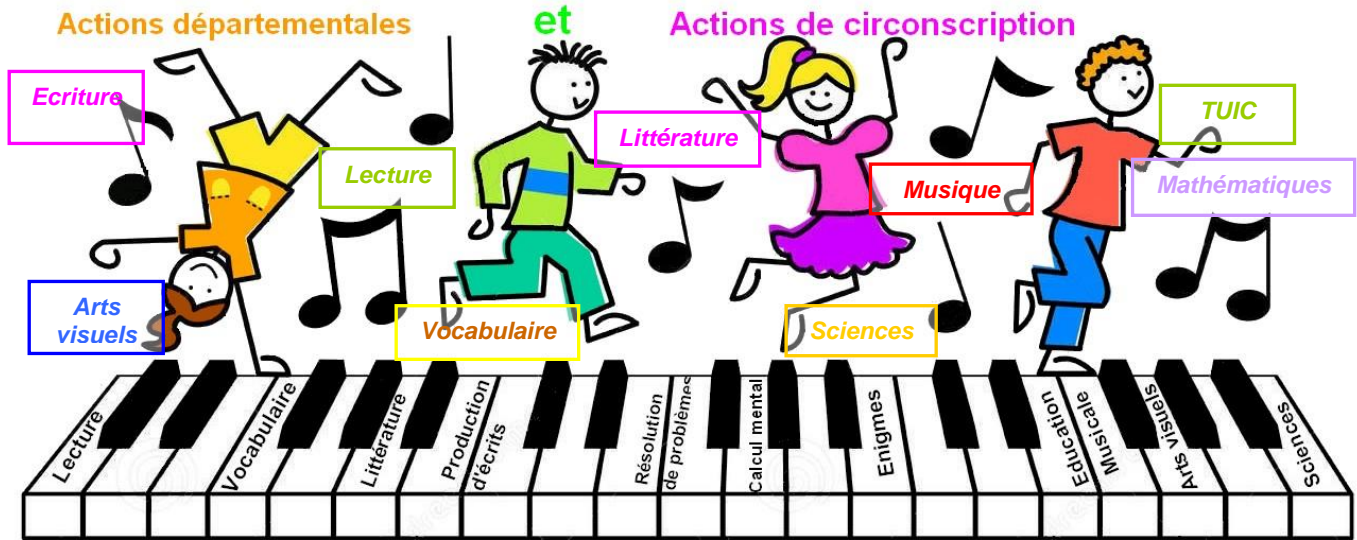 Actions départementales et Actions de circonscription
Ecriture
TUIC
Littérature
Lecture
Musique
Mathématiques
Arts
visuels
Vocabulaire
Sciences
Lecture
Vocabulaire
Littérature
Production
d'écrits
Résolution
de problèmes
Calcul mental
Enigmes
Education
Musicale
Arts visuels
Sciences